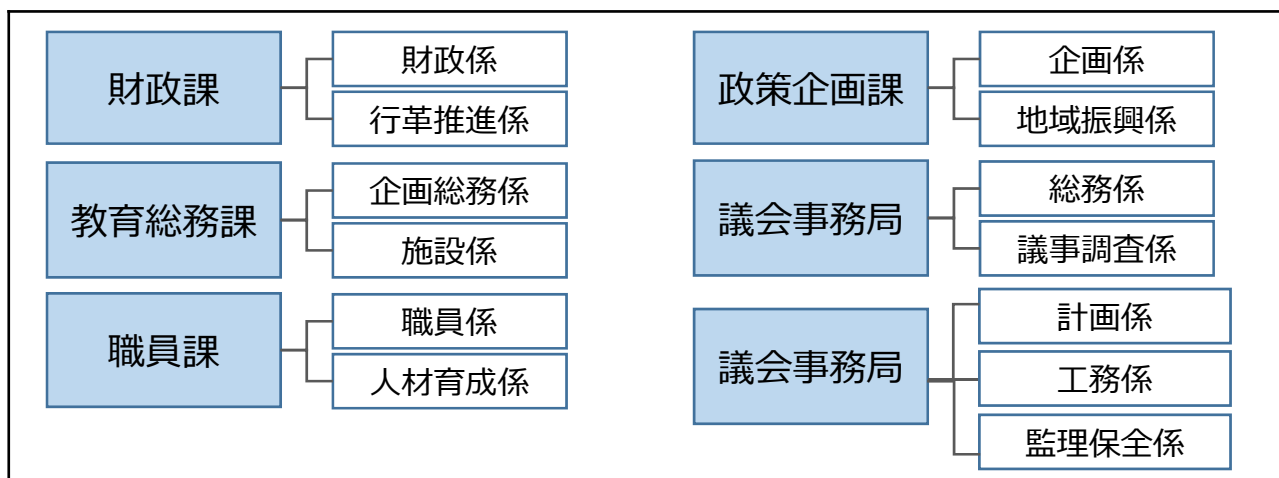 財政課
財政係
行革推進係
教育総務課
企画総務係
施設係
職員課
職員係
人材育成係
政策企画課
企画係
地域振興係
議会事務局
総務係
議事調査係
議会事務局
計画係
工務係
監理保全係